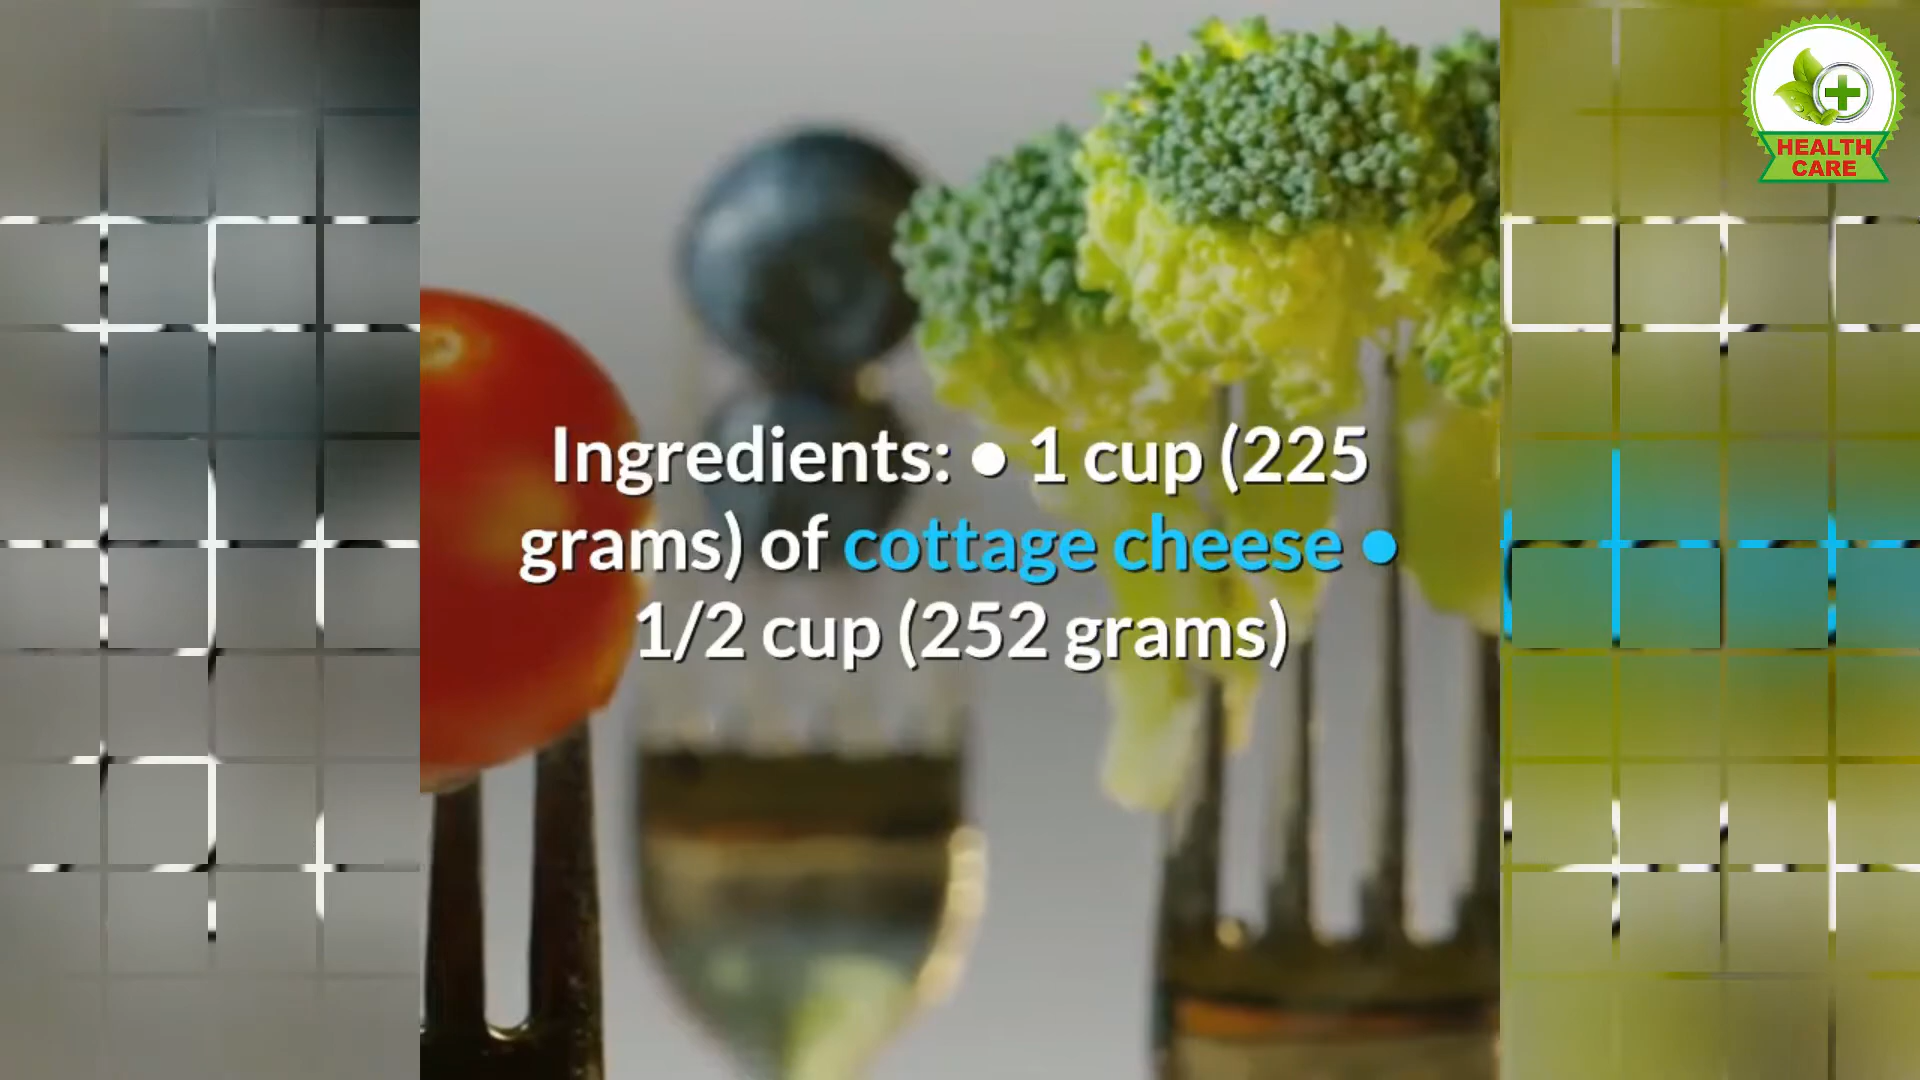 HEALTH
CARE
Ingredients: ● 1 cup (225
grams) of cottage cheese ●
1/2 cup (252 grams)